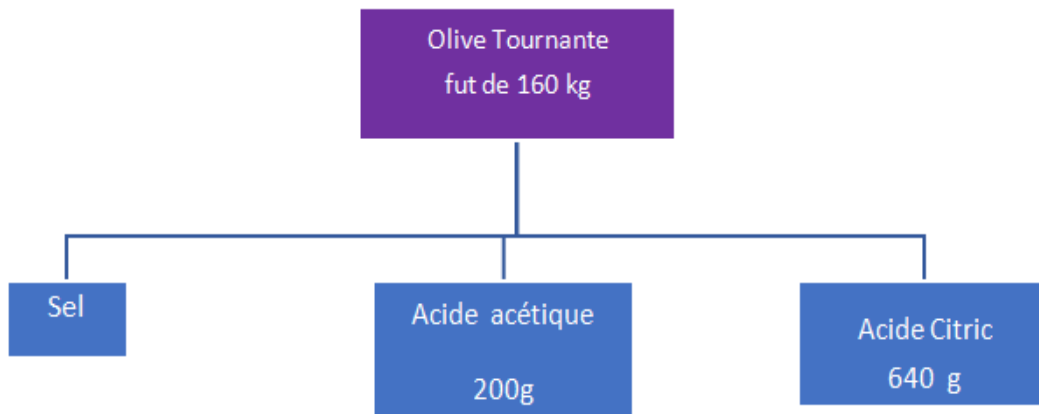 Olive Tournante
fut de 160 kg
Sel
Acide acétique
200g
Acide Citric
640 g